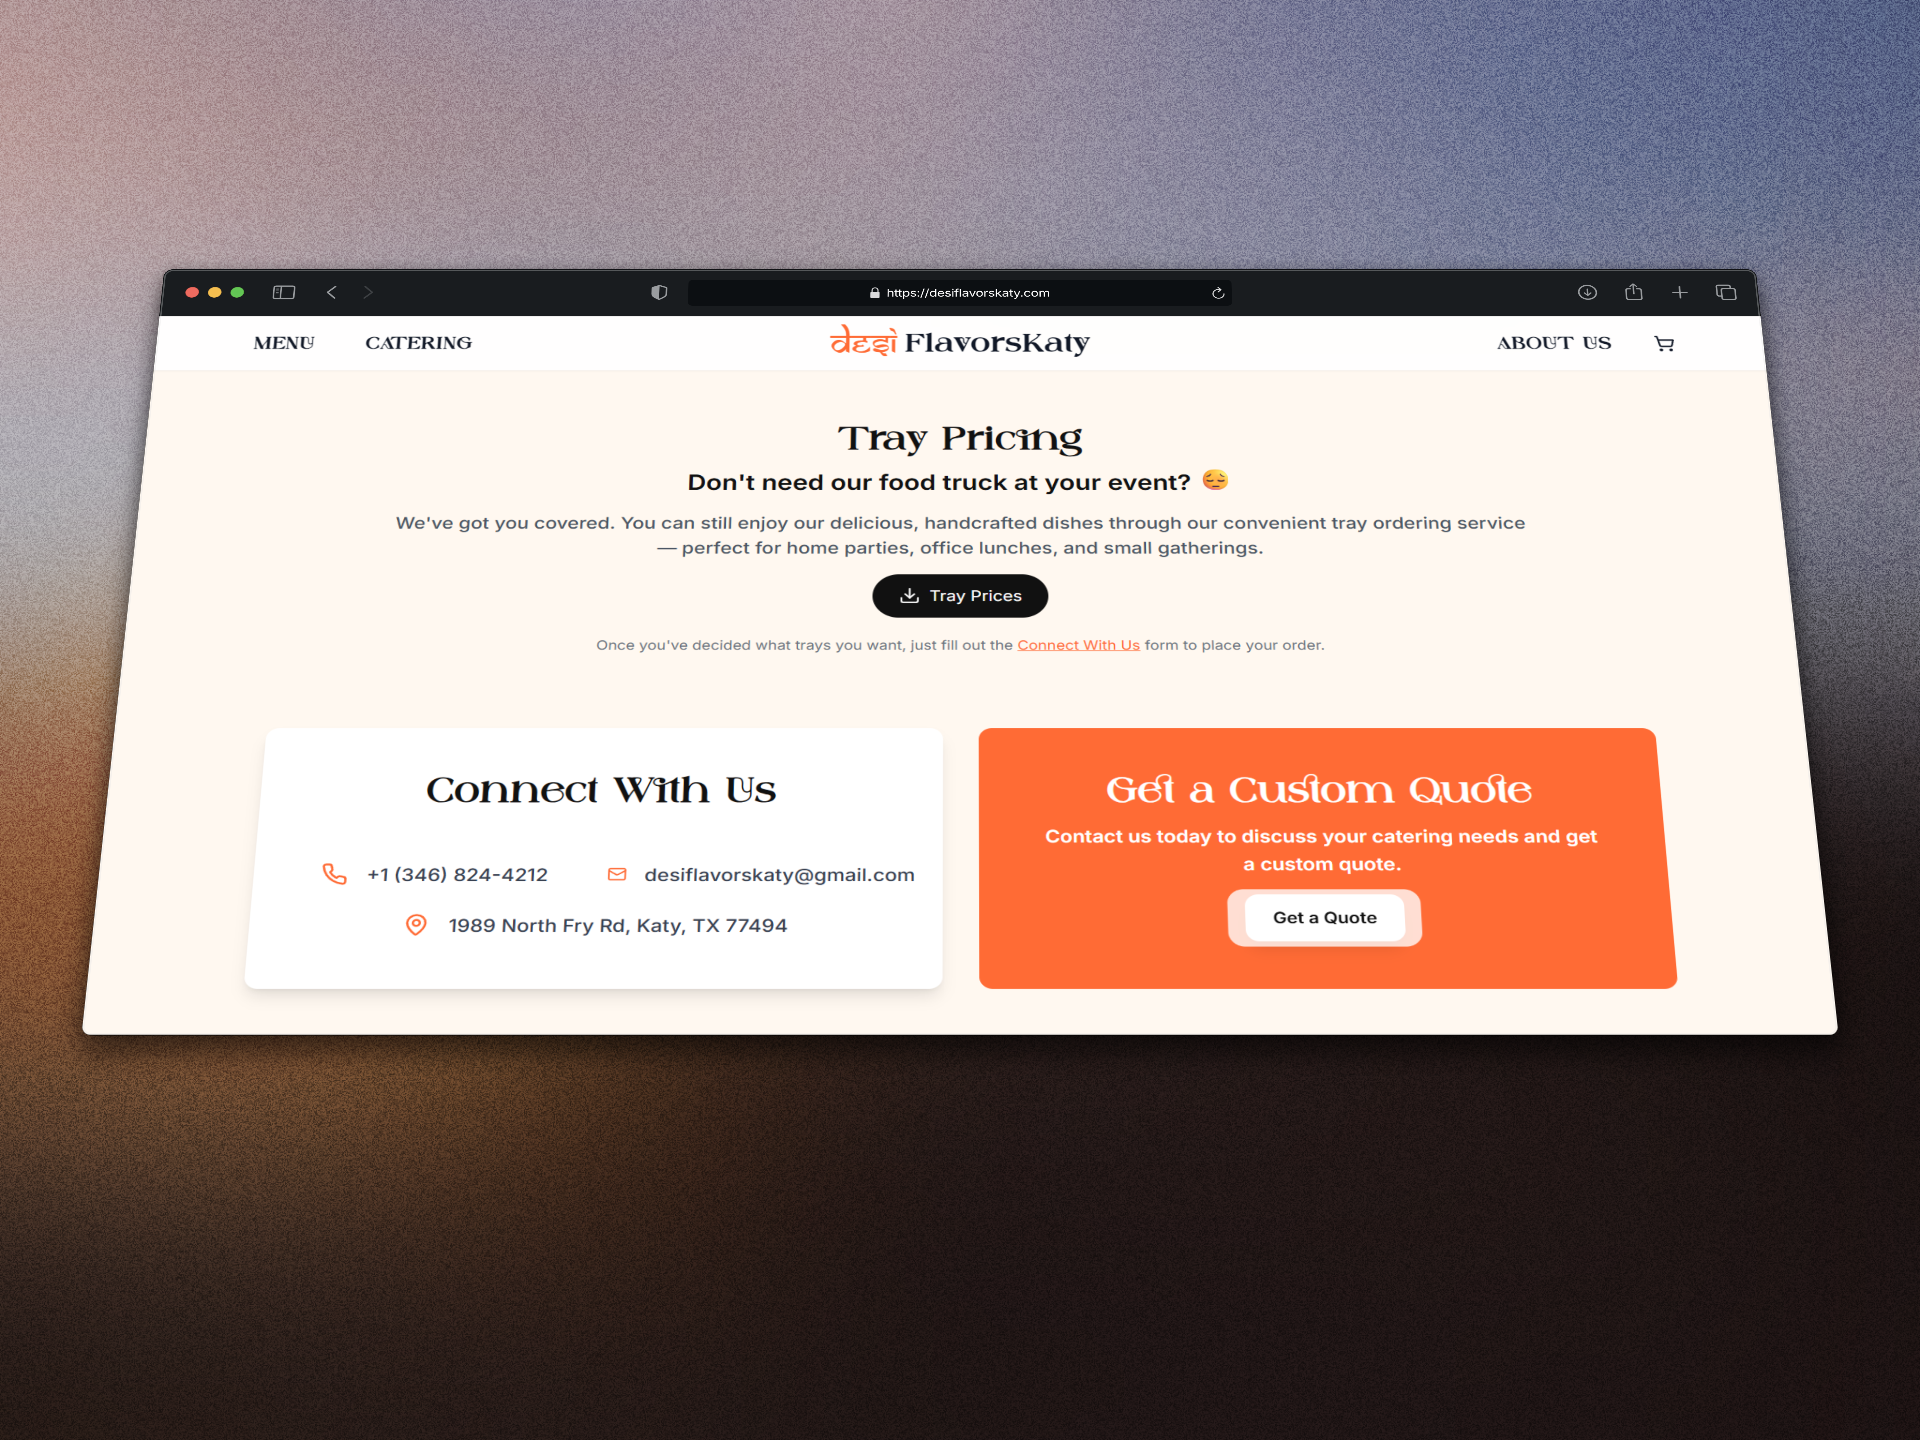 https://desiflavorskaty.com
MENU CATERING desi FlavorsKaty ABOUT US
Tray Pricing
Don't need our food truck at your event? 😔
We've got you covered. You can still enjoy our delicious, handcrafted dishes through our convenient tray ordering service
— perfect for home parties, office lunches, and small gatherings.
Tray Prices
Once you've decided what trays you want, just fill out the Connect With Us form to place your order.
Connect With Us
+1 (346) 824-4212 desiflavorskaty@gmail.com
1989 North Fry Rd, Katy, TX 77494
Get a Custom Quote
Contact us today to discuss your catering needs and get
a custom quote.
Get a Quote